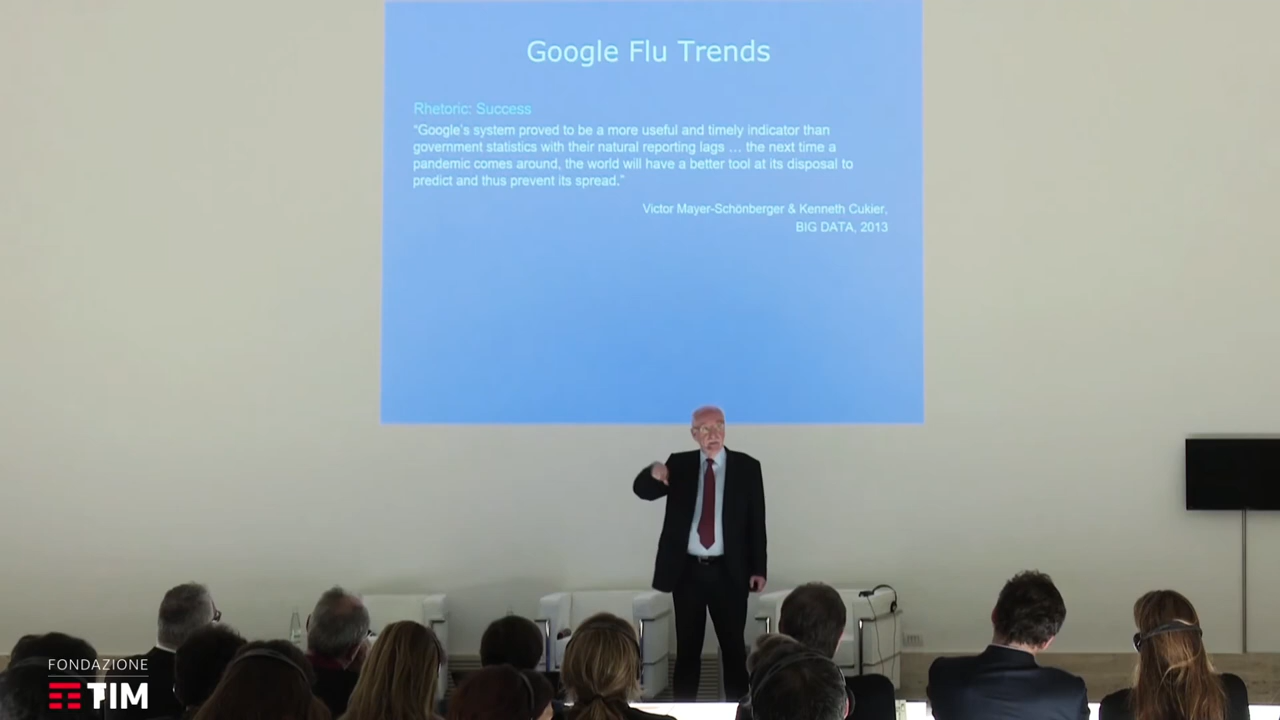 Google Flu Trends
Rhetoric: Success
“Google’s system proved to be a more useful and timely indicator than
government statistics with their natural reporting lags … the next time a
pandemic comes around, the world will have a better tool at its disposal to
predict and thus prevent its spread.”
Victor Mayer-Schönberger & Kenneth Cukier,
BIG DATA, 2013
FONDAZIONE
TIM